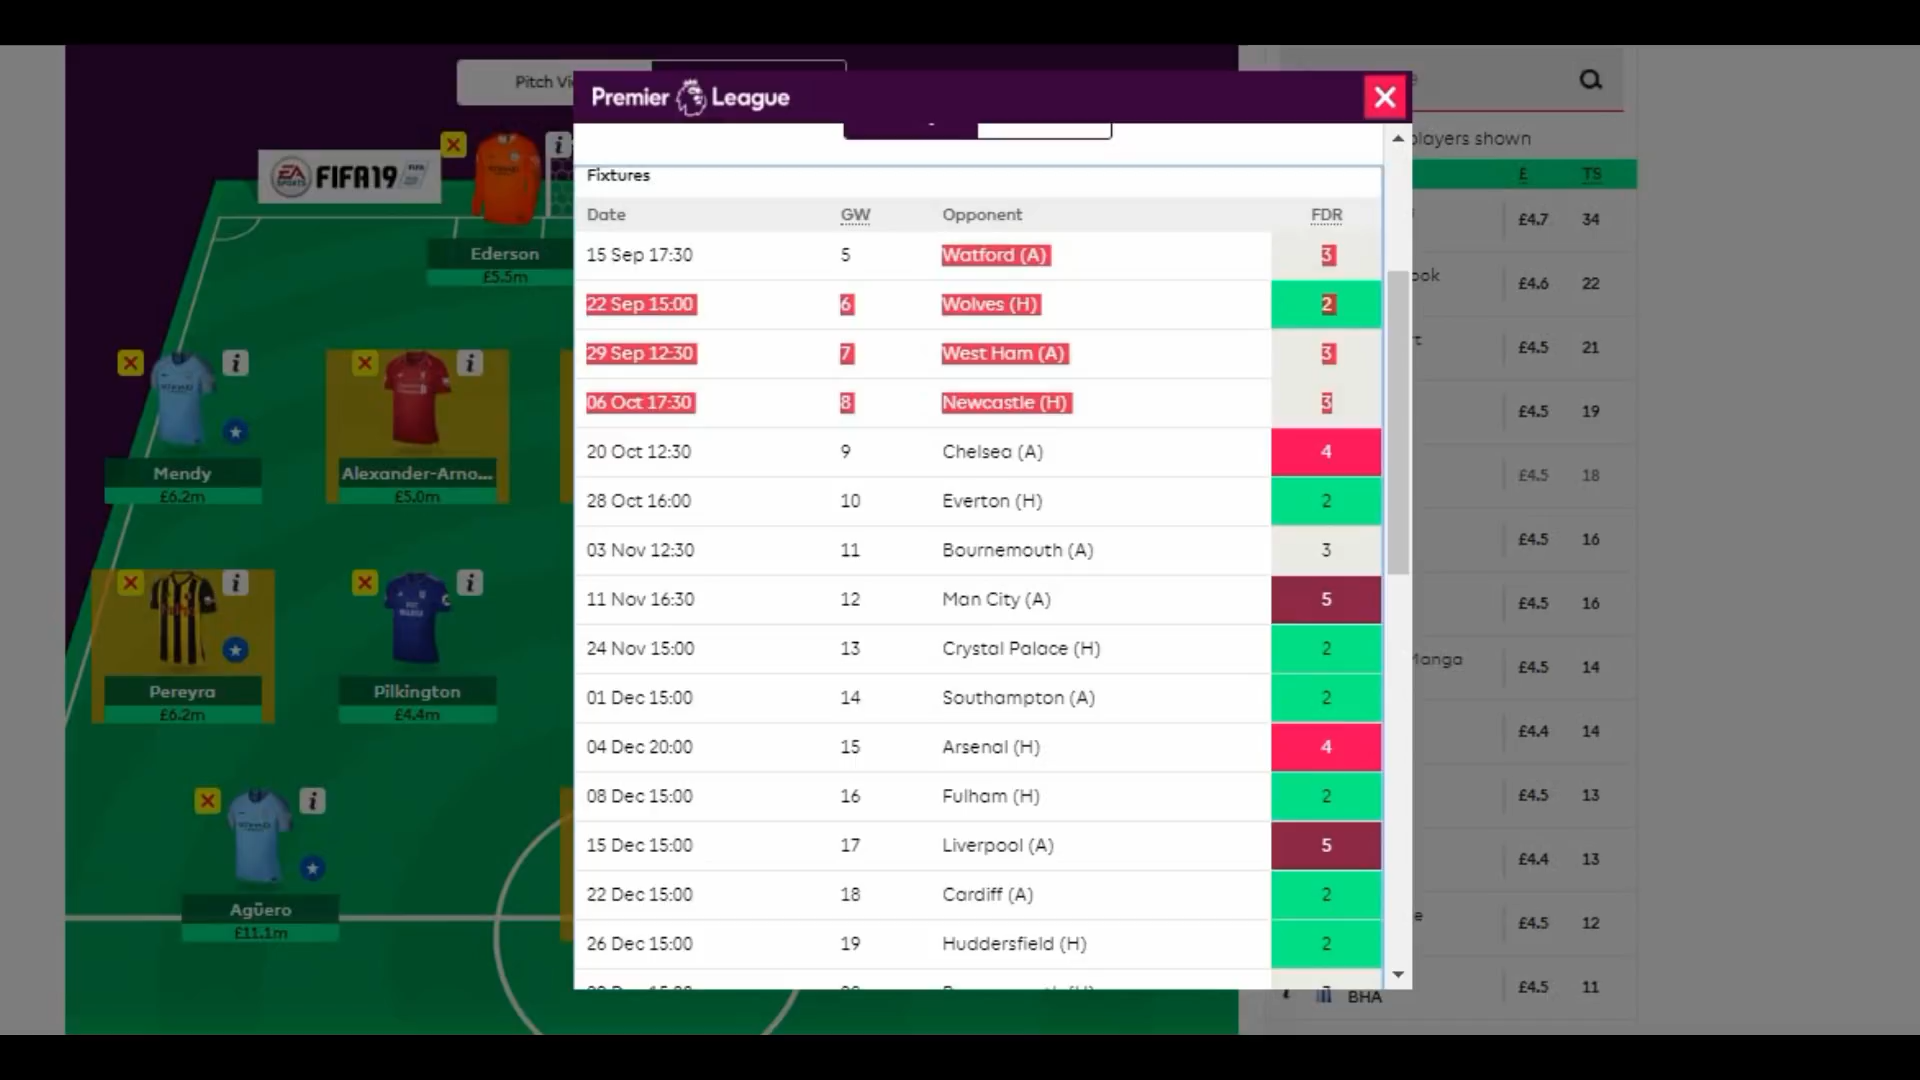 Pitch Vi
Premier League
players shown
£ TS
EA SPORTS FIFA19
Fixtures
Date GW Opponent FDR
15 Sep 17:30 5 Watford (A) 3
22 Sep 15:00 6 Wolves (H) 2
29 Sep 12:30 7 West Ham (A) 3
06 Oct 17:30 8 Newcastle (H) 3
20 Oct 12:30 9 Chelsea (A) 4
28 Oct 16:00 10 Everton (H) 2
03 Nov 12:30 11 Bournemouth (A) 3
11 Nov 16:30 12 Man City (A) 5
24 Nov 15:00 13 Crystal Palace (H) 2
01 Dec 15:00 14 Southampton (A) 2
04 Dec 20:00 15 Arsenal (H) 4
08 Dec 15:00 16 Fulham (H) 2
15 Dec 15:00 17 Liverpool (A) 5
22 Dec 15:00 18 Cardiff (A) 2
26 Dec 15:00 19 Huddersfield (H) 2
Ederson
£5.5m
Mendy
£6.2m
Alexander-Arno...
£5.0m
Pereyra
£6.2m
Pilkington
£4.4m
Agüero
£11.1m
£4.7 34
ook £4.6 22
£4.5 21
£4.5 19
£4.5 18
£4.5 16
£4.5 16
Manga £4.5 14
£4.4 14
£4.5 13
£4.4 13
£4.5 12
£4.5 11
BHA